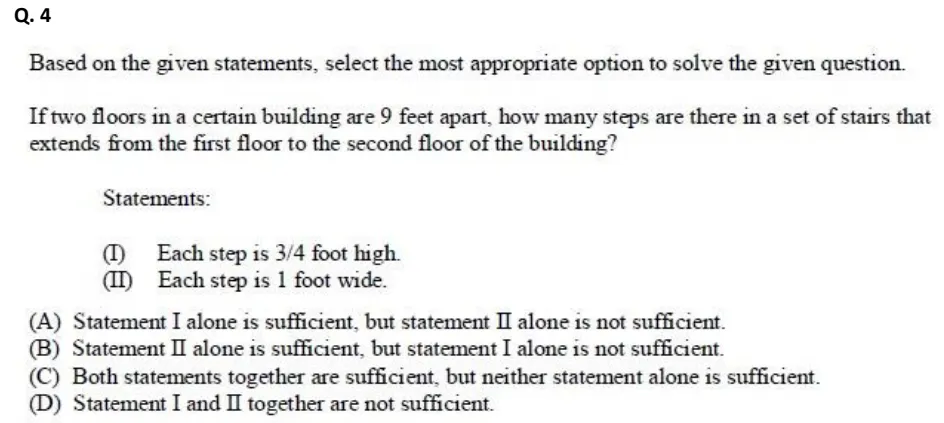 Q. 4
Based on the given statements, select the most appropriate option to solve the given question.
If two floors in a certain building are 9 feet apart, how many steps are there in a set of stairs that
extends from the first floor to the second floor of the building?
Statements:
(I) Each step is 3/4 foot high.
(II) Each step is 1 foot wide.
(A) Statement I alone is sufficient, but statement II alone is not sufficient.
(B) Statement II alone is sufficient, but statement I alone is not sufficient.
(C) Both statements together are sufficient, but neither statement alone is sufficient.
(D) Statement I and II together are not sufficient.